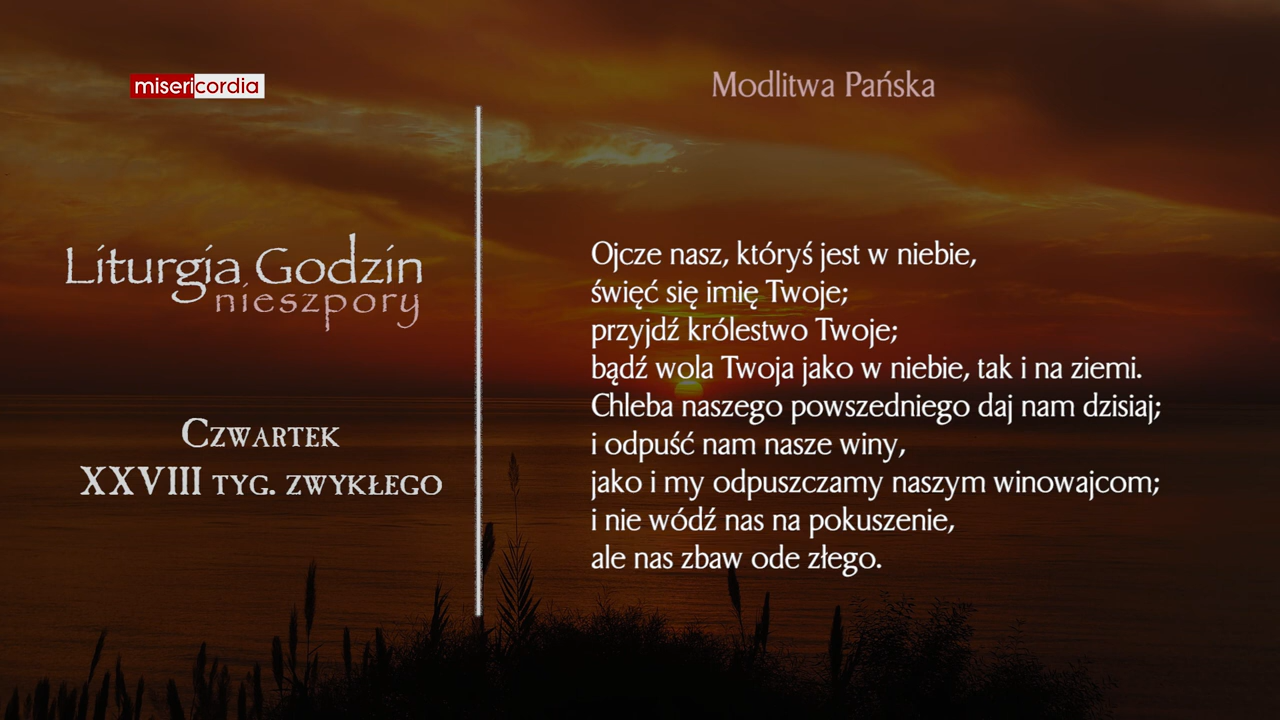 misericordia
Liturgia Godzin
nieszpory
Czwartek
XXVIII tyg. zwykłego
Modlitwa Pańska
Ojcze nasz, któryś jest w niebie,
święć się imię Twoje;
przyjdź królestwo Twoje;
bądź wola Twoja jako w niebie, tak i na ziemi.
Chleba naszego powszedniego daj nam dzisiaj;
i odpuść nam nasze winy,
jako i my odpuszczamy naszym winowajcom;
i nie wódź nas na pokuszenie,
ale nas zbaw ode złego.